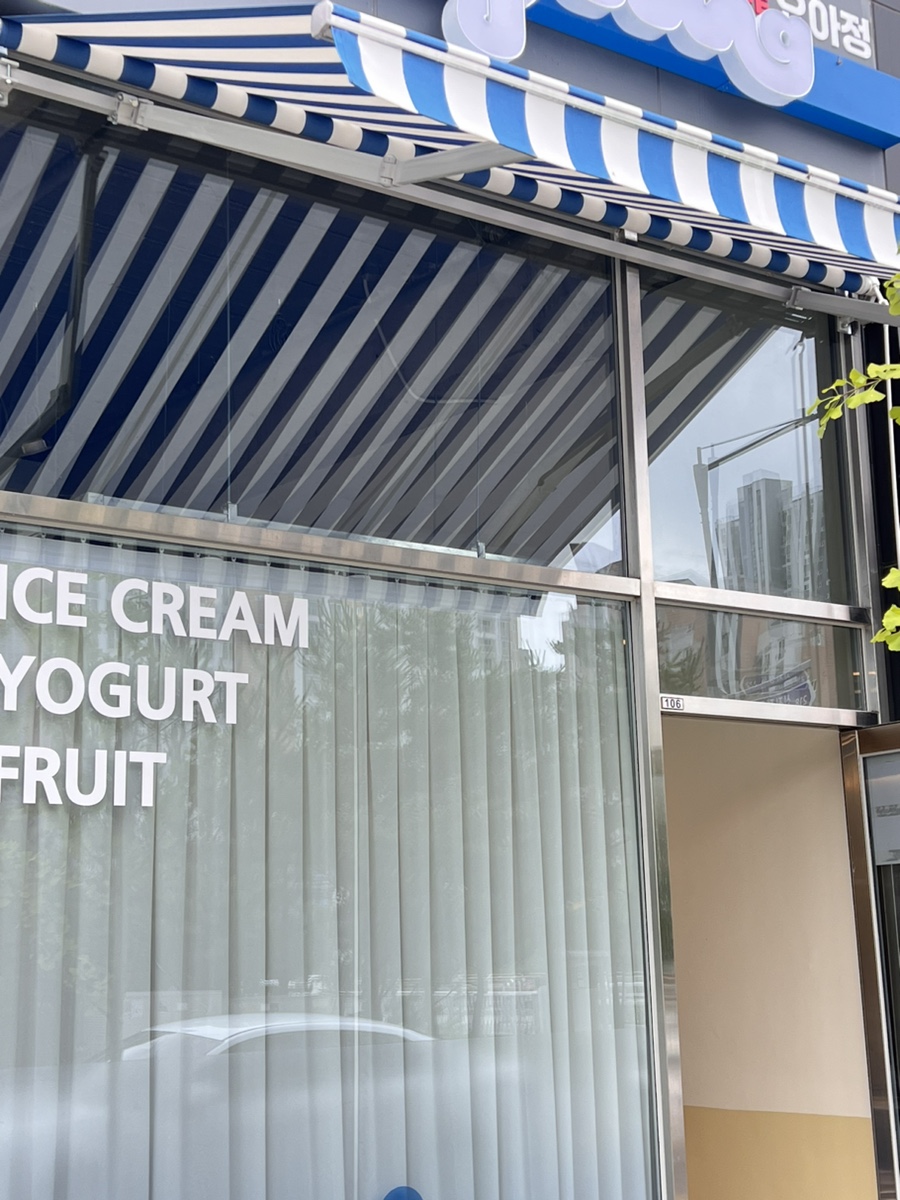 아정
ICE CREAM
YOGURT
FRUIT
106